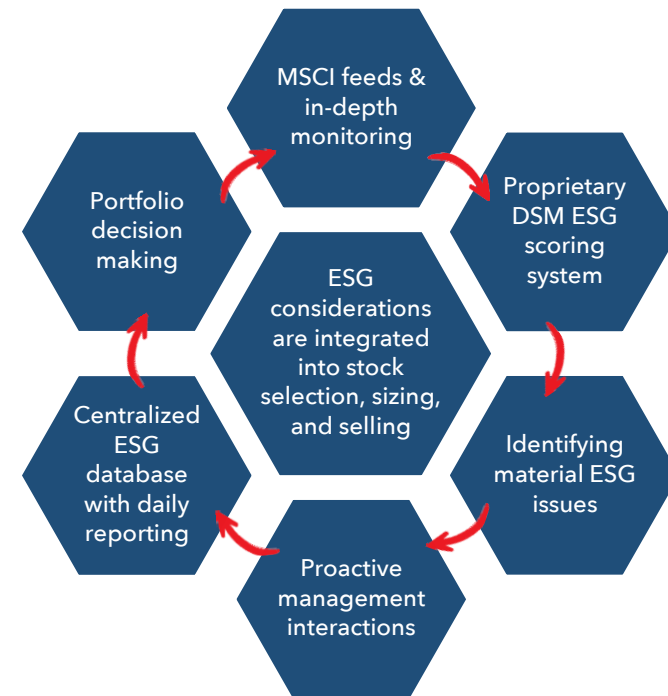 MSCI feeds &
in-depth
monitoring
Proprietary
DSM ESG
scoring
system
Identifying
material ESG
issues
Proactive
management
interactions
Centralized
ESG
database
with daily
reporting
Portfolio
decision
making
ESG
considerations
are integrated
into stock
selection, sizing,
and selling